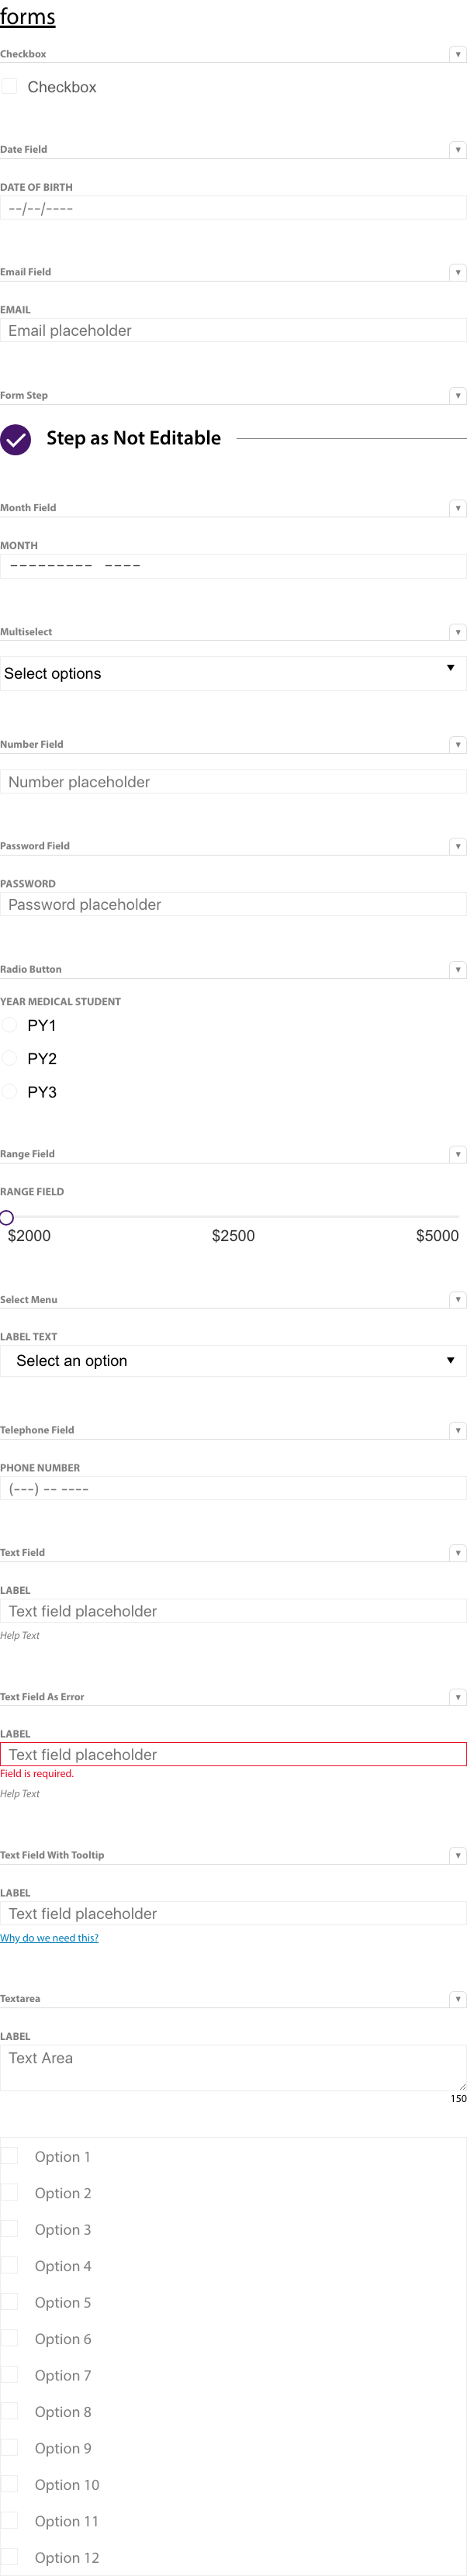 forms
Checkbox
Checkbox
Date Field
DATE OF BIRTH
--/--/----
Email Field
EMAIL
Email placeholder
Form Step
Step as Not Editable
Month Field
MONTH
--------- ----
Multiselect
Select options
Number Field
Number placeholder
Password Field
PASSWORD
Password placeholder
Radio Button
YEAR MEDICAL STUDENT
PY1
PY2
PY3
Range Field
RANGE FIELD
$2000 $2500 $5000
Select Menu
LABEL TEXT
Select an option
Telephone Field
PHONE NUMBER
(---) -- ----
Text Field
LABEL
Text field placeholder
Help Text
Text Field As Error
LABEL
Text field placeholder
Field is required.
Help Text
Text Field With Tooltip
LABEL
Text field placeholder
Why do we need this?
Textarea
LABEL
Text Area
150
Option 1
Option 2
Option 3
Option 4
Option 5
Option 6
Option 7
Option 8
Option 9
Option 10
Option 11
Option 12